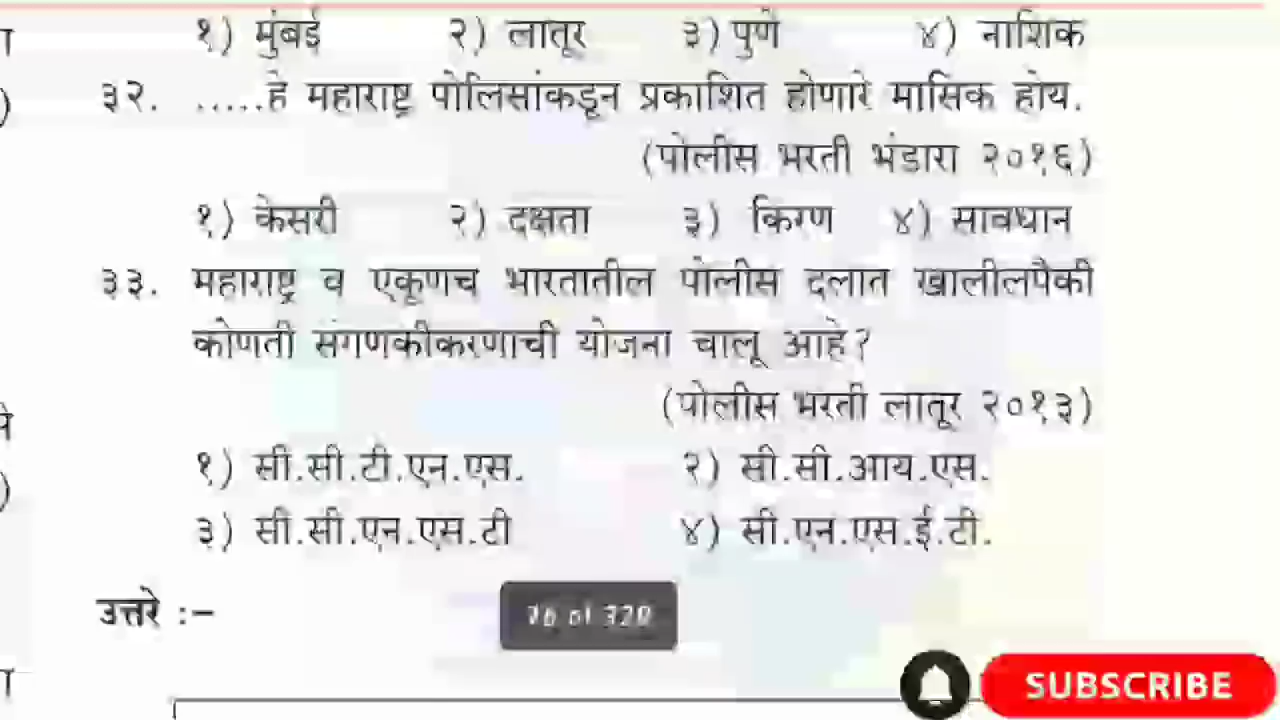 १) मुंबई २) लातूर ३) पुणे ४) नाशिक
३२. .....हे महाराष्ट्र पोलिसांकडून प्रकाशित होणारे मासिक होय.
(पोलीस भरती भंडारा २०१६)
१) केसरी २) दक्षता ३) किरण ४) सावधान
३३. महाराष्ट्र व एकूणच भारतातील पोलीस दलात खालीलपैकी
कोणती संगणकीकरणाची योजना चालू आहे?
(पोलीस भरती लातूर २०१३)
१) सी.सी.टी.एन.एस. २) सी.सी.आय.एस.
३) सी.सी.एन.एस.टी ४) सी.एन.एस.ई.टी.
उत्तरे :–
of
SUBSCRIBE